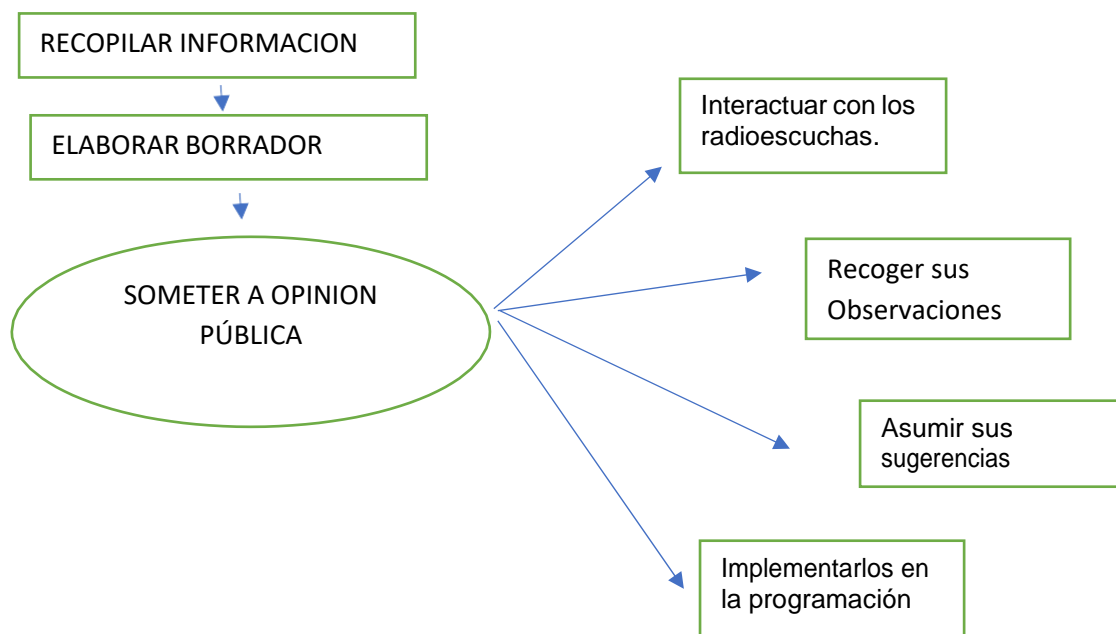 RECOPILAR INFORMACION
ELABORAR BORRADOR
SOMETER A OPINION
PÚBLICA
Interactuar con los
radioescuchas.
Recoger sus
Observaciones
Asumir sus
sugerencias
Implementarlos en
la programación